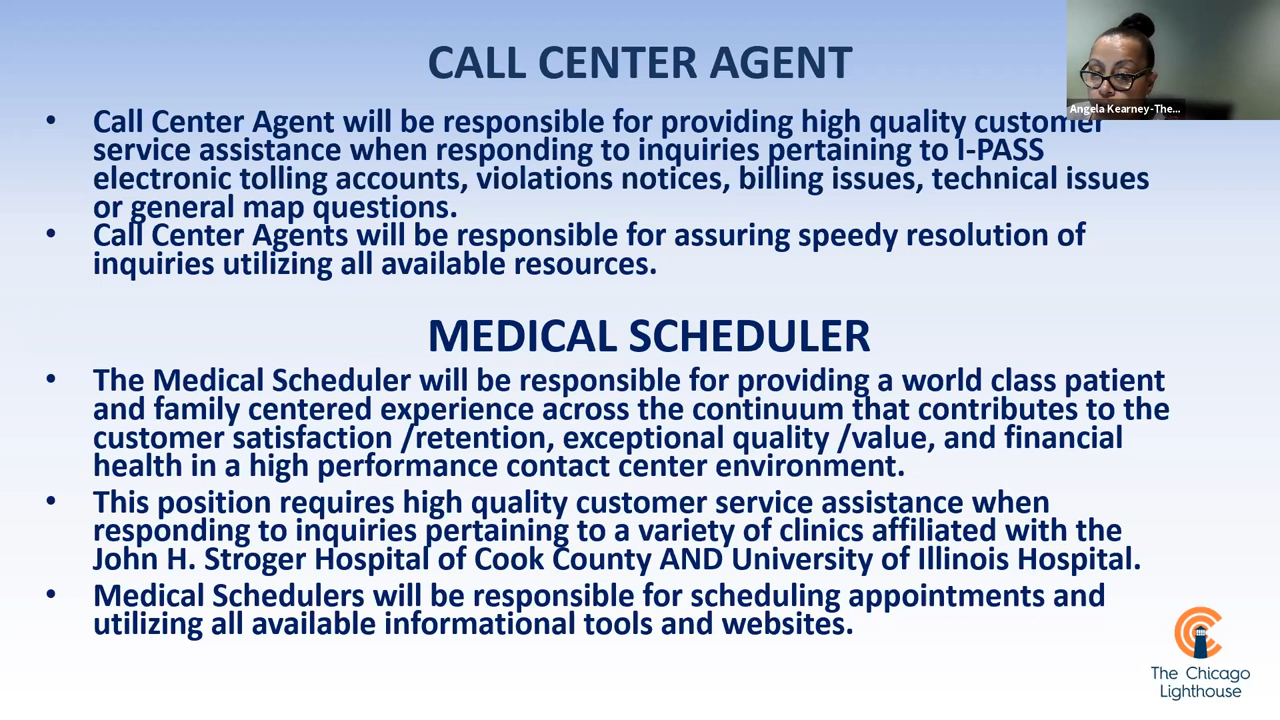 CALL CENTER AGENT
Angela Kearney-The...
• Call Center Agent will be responsible for providing high quality customer
service assistance when responding to inquiries pertaining to I-PASS
electronic tolling accounts, violations notices, billing issues, technical issues
or general map questions.
• Call Center Agents will be responsible for assuring speedy resolution of
inquiries utilizing all available resources.
MEDICAL SCHEDULER
• The Medical Scheduler will be responsible for providing a world class patient
and family centered experience across the continuum that contributes to the
customer satisfaction /retention, exceptional quality /value, and financial
health in a high performance contact center environment.
• This position requires high quality customer service assistance when
responding to inquiries pertaining to a variety of clinics affiliated with the
John H. Stroger Hospital of Cook County AND University of Illinois Hospital.
• Medical Schedulers will be responsible for scheduling appointments and
utilizing all available informational tools and websites.
The Chicago
Lighthouse